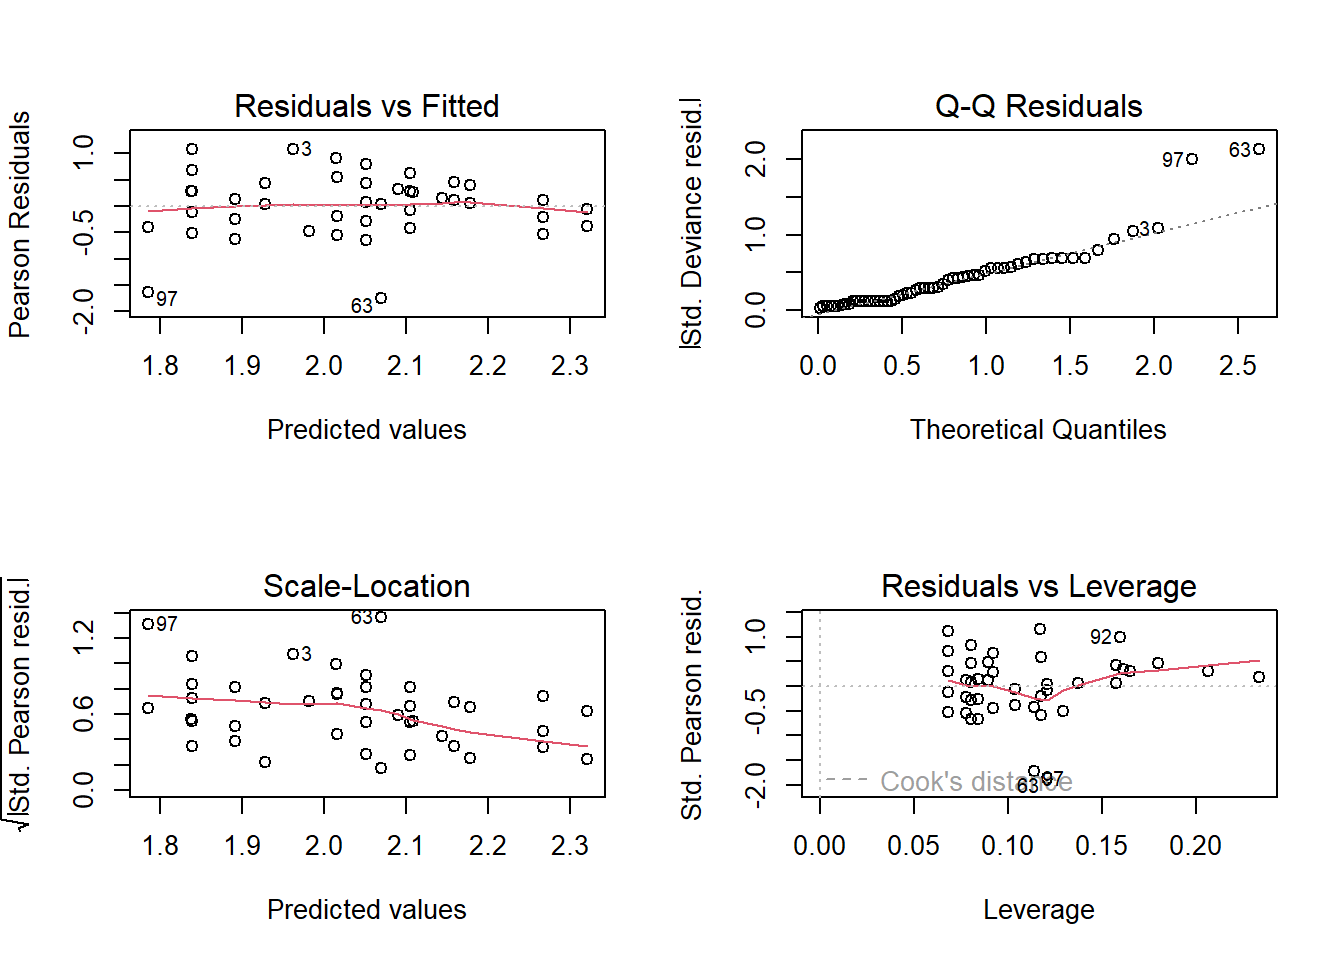 Residuals vs Fitted
Pearson Residuals
1.0
-0.5
-2.0
3
97
63
1.8 1.9 2.0 2.1 2.2 2.3
Predicted values
Q-Q Residuals
|Std. Deviance resid.|
2.0
1.0
0.0
97
63
3
0.0 0.5 1.0 1.5 2.0 2.5
Theoretical Quantiles
Scale-Location
√|Std. Pearson resid.|
1.2
0.6
0.0
97
63
3
1.8 1.9 2.0 2.1 2.2 2.3
Predicted values
Residuals vs Leverage
Std. Pearson resid.
1.0
-0.5
-2.0
92
97
63
Cook's distance
0.00 0.05 0.10 0.15 0.20
Leverage